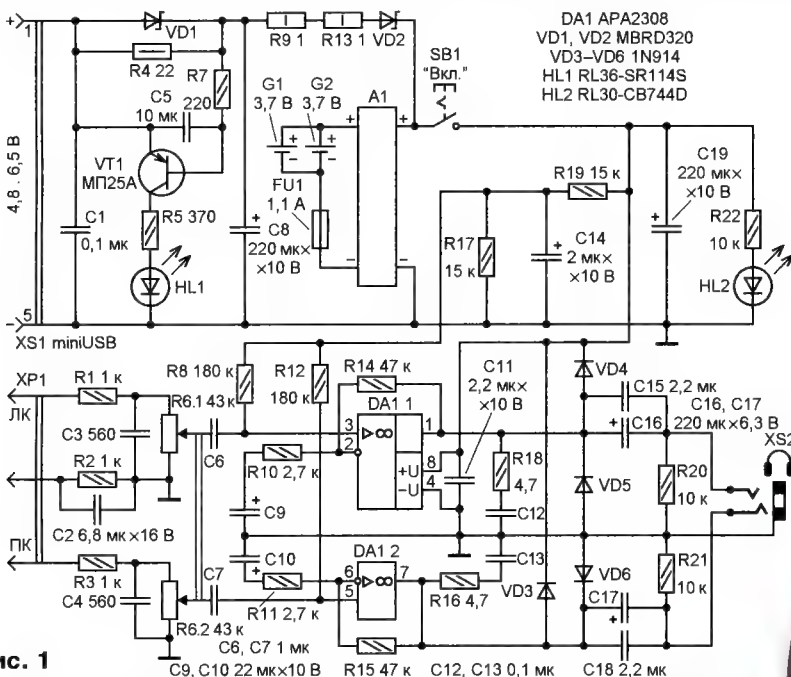 +
1
VD1
R4 22
R9 1
R13 1
VD2
DA1 APA2308
VD1, VD2 MBRD320
VD3–VD6 1N914
HL1 RL36-SR114S
HL2 RL30-CB744D
SB1
"Вкл."
R7
220
C5
10 мк
G1
3,7 В
G2
3,7 В
A1
4,8 . 6,5 В
VT1
МП25А
FU1
1,1 А
R19 15 к
C19
220 мк×
×10 В
C1
0,1 мк
R5 370
C8
220 мк×
×10 В
R17
15 к
C14
2 мк×
×10 В
R22
10 к
HL1
HL2
−
5
XS1 miniUSB
XP1
R1 1 к
R8 180 к
R12
180 к
R14 47 к
C11
2,2 мк×
×10 В
VD4
C15 2,2 мк
ЛК
R6.1 43 к
C3 560
C6
DA1 1
3
2
1
8
4
+U
−U
C16
C16, C17
220 мк×6,3 В
XS2
R2 1 к
R10 2,7 к
R18
4,7
R20
10 к
C2 6,8 мк×16 В
C9
C12
VD5
ПК
C10
DA1 2
C13
R3 1 к
C7
6
5
7
VD3
VD6
R21
10 к
C4 560
R6.2 43 к
R11 2,7 к
R16 4,7
C17
C6, C7 1 мк
C9, C10 22 мк×10 В
R15 47 к
C12, C13 0,1 мк
C18 2,2 мк
ис. 1